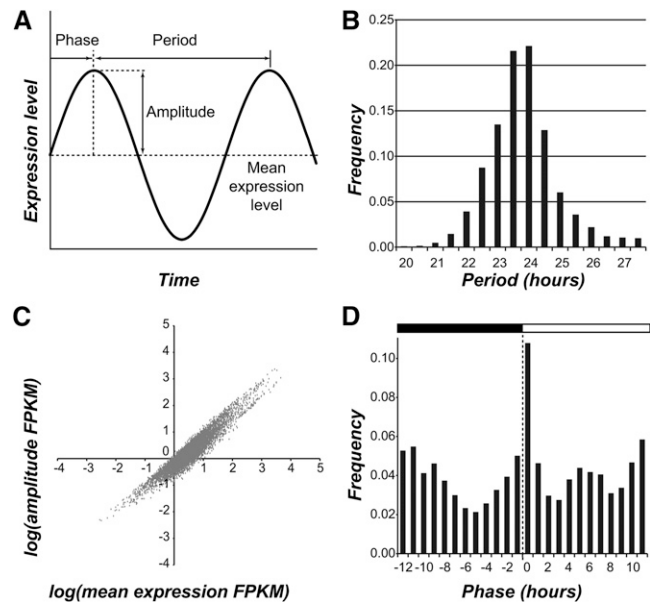 A
Phase
Period
Amplitude
Mean
expression
level
Expression level
Time
B
0.25
0.20
0.15
0.10
0.05
0.00
Frequency
20 21 22 23 24 25 26 27
Period (hours)
C
5
4
3
2
1
0
-1
-2
-3
-4
-4 -3 -2 -1 0 1 2 3 4 5
log(amplitude FPKM)
log(mean expression FPKM)
D
0.10
0.08
0.06
0.04
0.02
0.00
Frequency
-12 -10 -8 -6 -4 -2 0 2 4 6 8 10
Phase (hours)